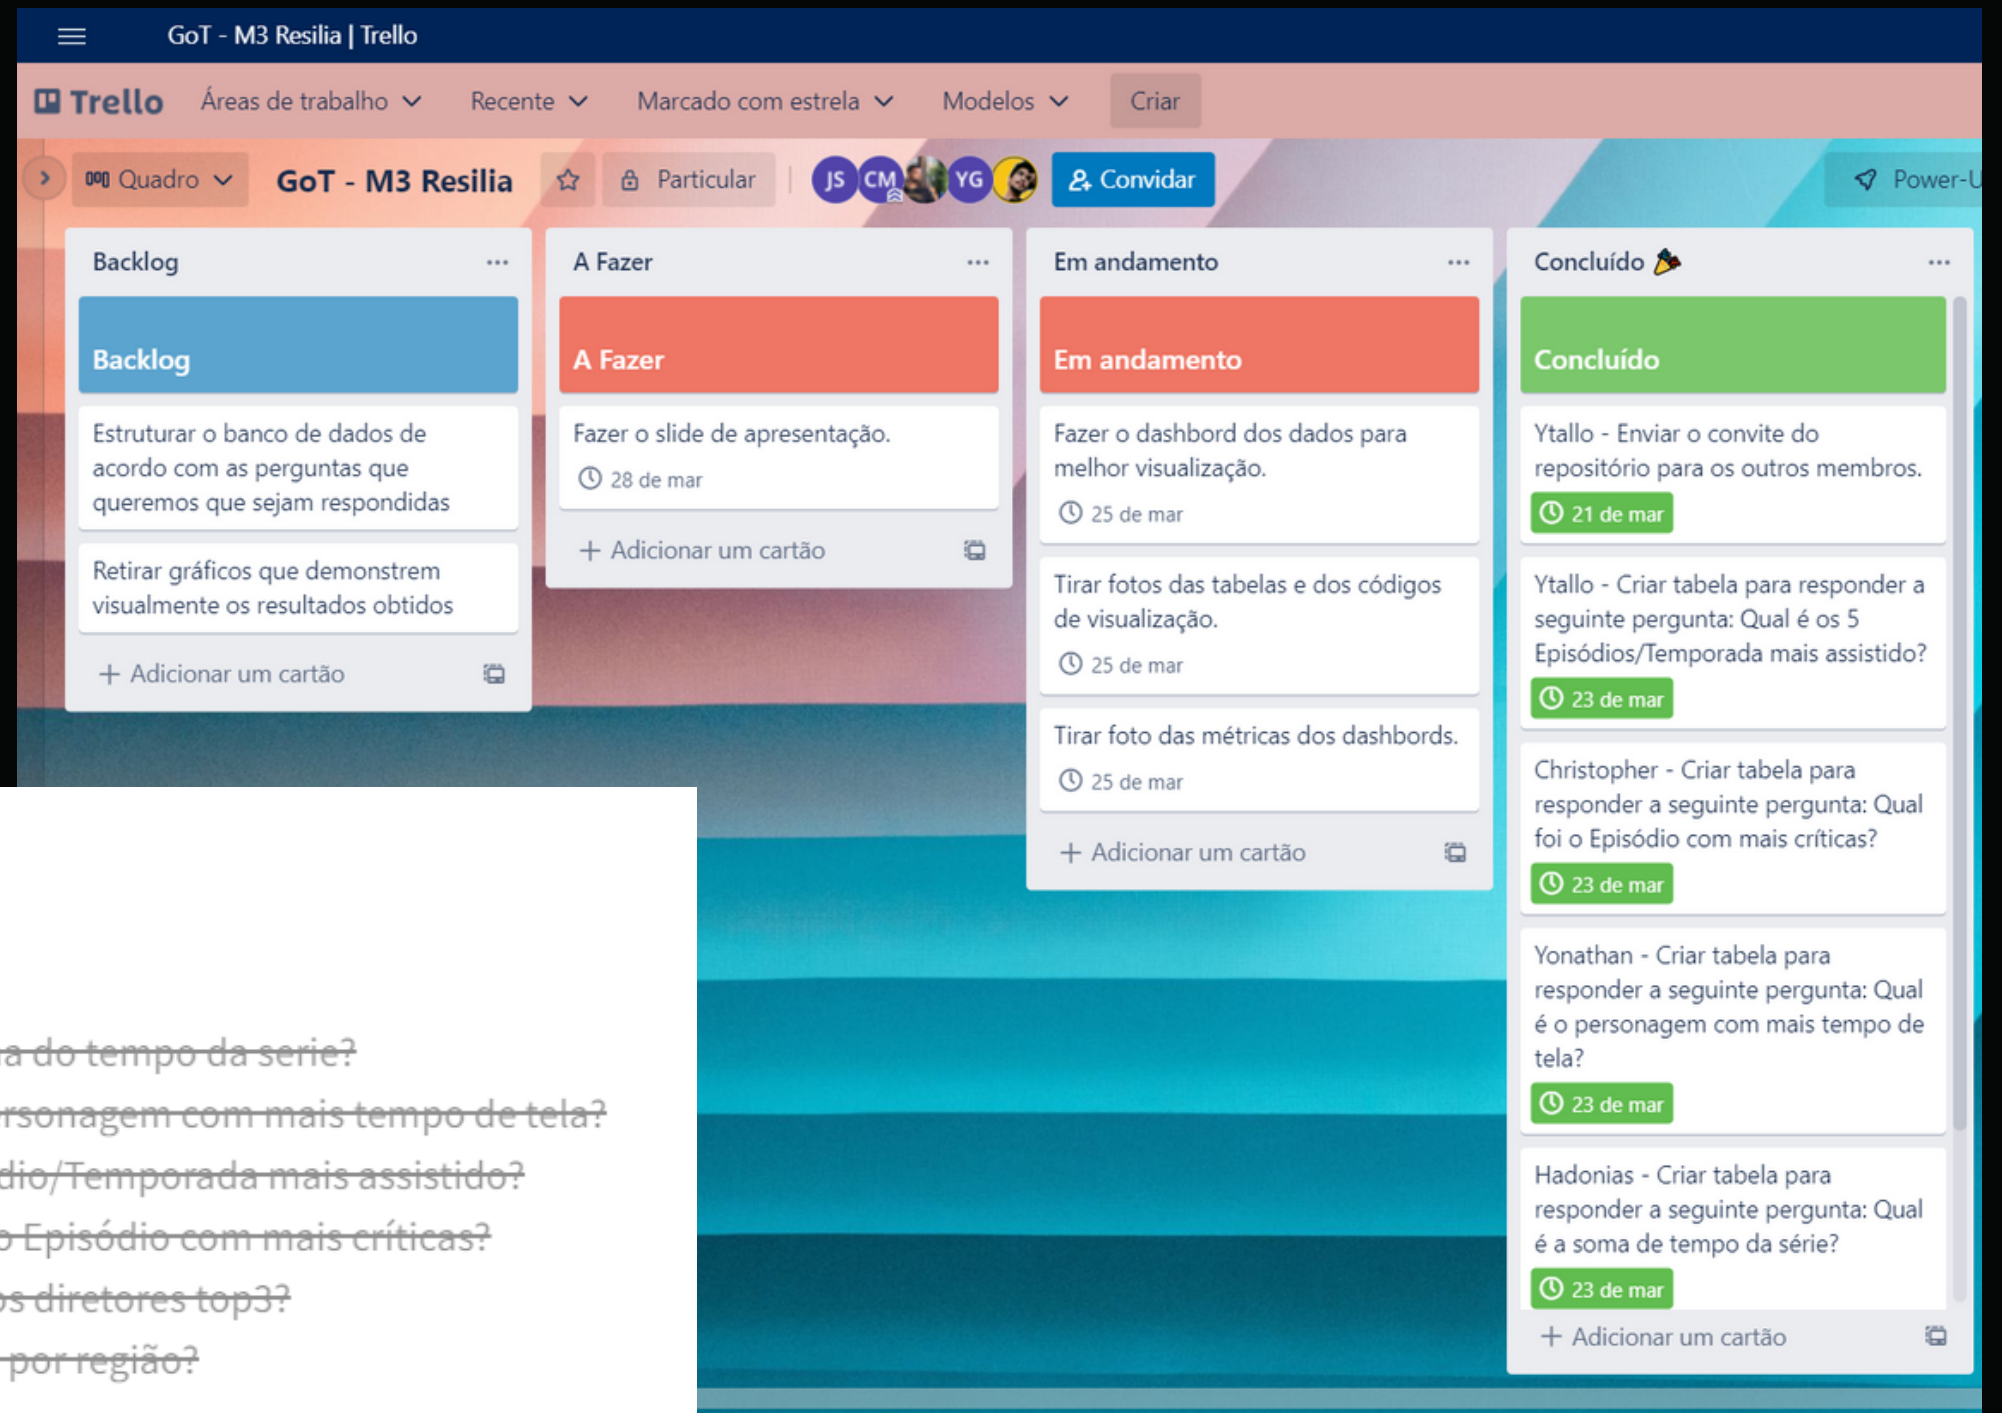 GoT - M3 Resilia | Trello
Trello
Áreas de trabalho
Recente
Marcado com estrela
Modelos
Criar
Quadro
GoT - M3 Resilia
Particular
JS
CM
YG
Convidar
Power-U
Backlog
Backlog
Estruturar o banco de dados de
acordo com as perguntas que
queremos que sejam respondidas
Retirar gráficos que demonstrem
visualmente os resultados obtidos
+ Adicionar um cartão
A Fazer
A Fazer
Fazer o slide de apresentação.
28 de mar
+ Adicionar um cartão
Em andamento
Em andamento
Fazer o dashbord dos dados para
melhor visualização.
25 de mar
Tirar fotos das tabelas e dos códigos
de visualização.
25 de mar
Tirar foto das métricas dos dashbords.
25 de mar
+ Adicionar um cartão
Concluído
Concluído
Ytallo - Enviar o convite do
repositório para os outros membros.
21 de mar
Ytallo - Criar tabela para responder a
seguinte pergunta: Qual é os 5
Episódios/Temporada mais assistido?
23 de mar
Christopher - Criar tabela para
responder a seguinte pergunta: Qual
foi o Episódio com mais críticas?
23 de mar
Yonathan - Criar tabela para
responder a seguinte pergunta: Qual
é o personagem com mais tempo de
tela?
23 de mar
Hadonias - Criar tabela para
responder a seguinte pergunta: Qual
é a soma de tempo da série?
23 de mar
+ Adicionar um cartão
a do tempo da serie?
rsonagem com mais tempo de tela?
dio/Temporada mais assistido?
o Episódio com mais críticas?
os diretores top3?
por região?